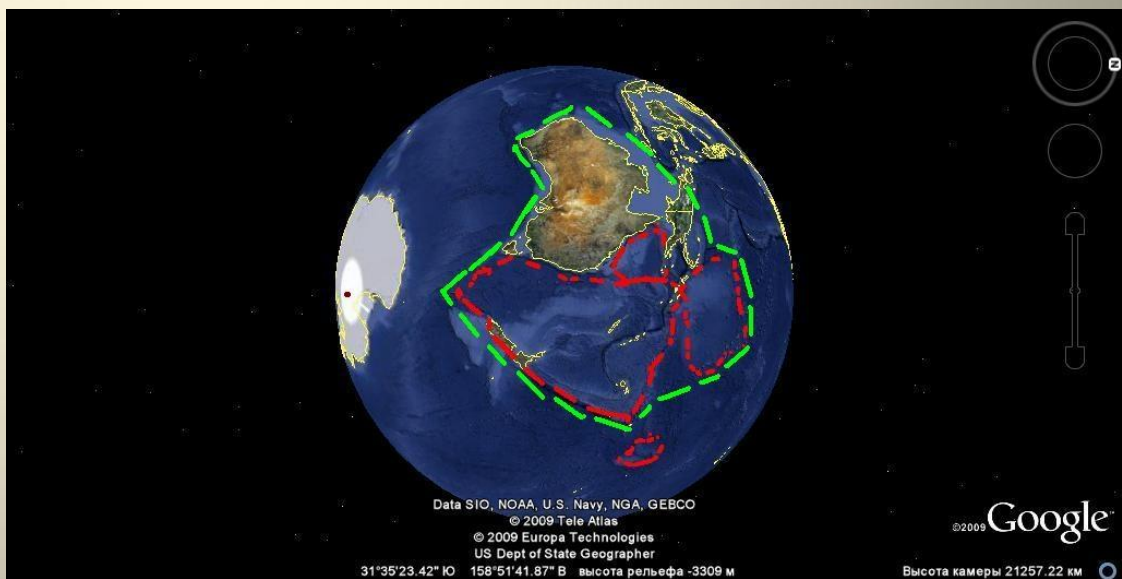 N
Data SIO, NOAA, U.S. Navy, NGA, GEBCO
© 2009 Tele Atlas
© 2009 Europa Technologies
US Dept of State Geographer
©2009 Google™
31°35'23.42" Ю 158°51'41.87" В высота рельефа -3309 м Высота камеры 21257.22 км